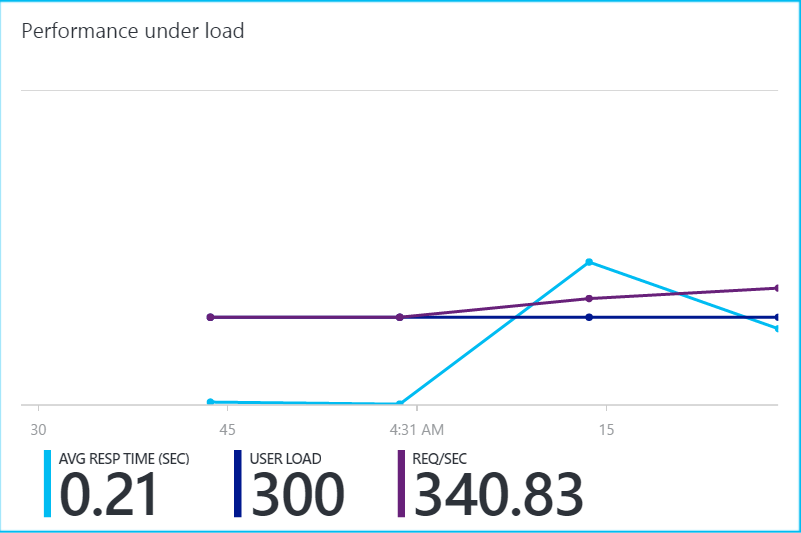 Performance under load
30 45 4:31 AM 15
AVG RESP TIME (SEC) USER LOAD REQ/SEC
0.21 300 340.83